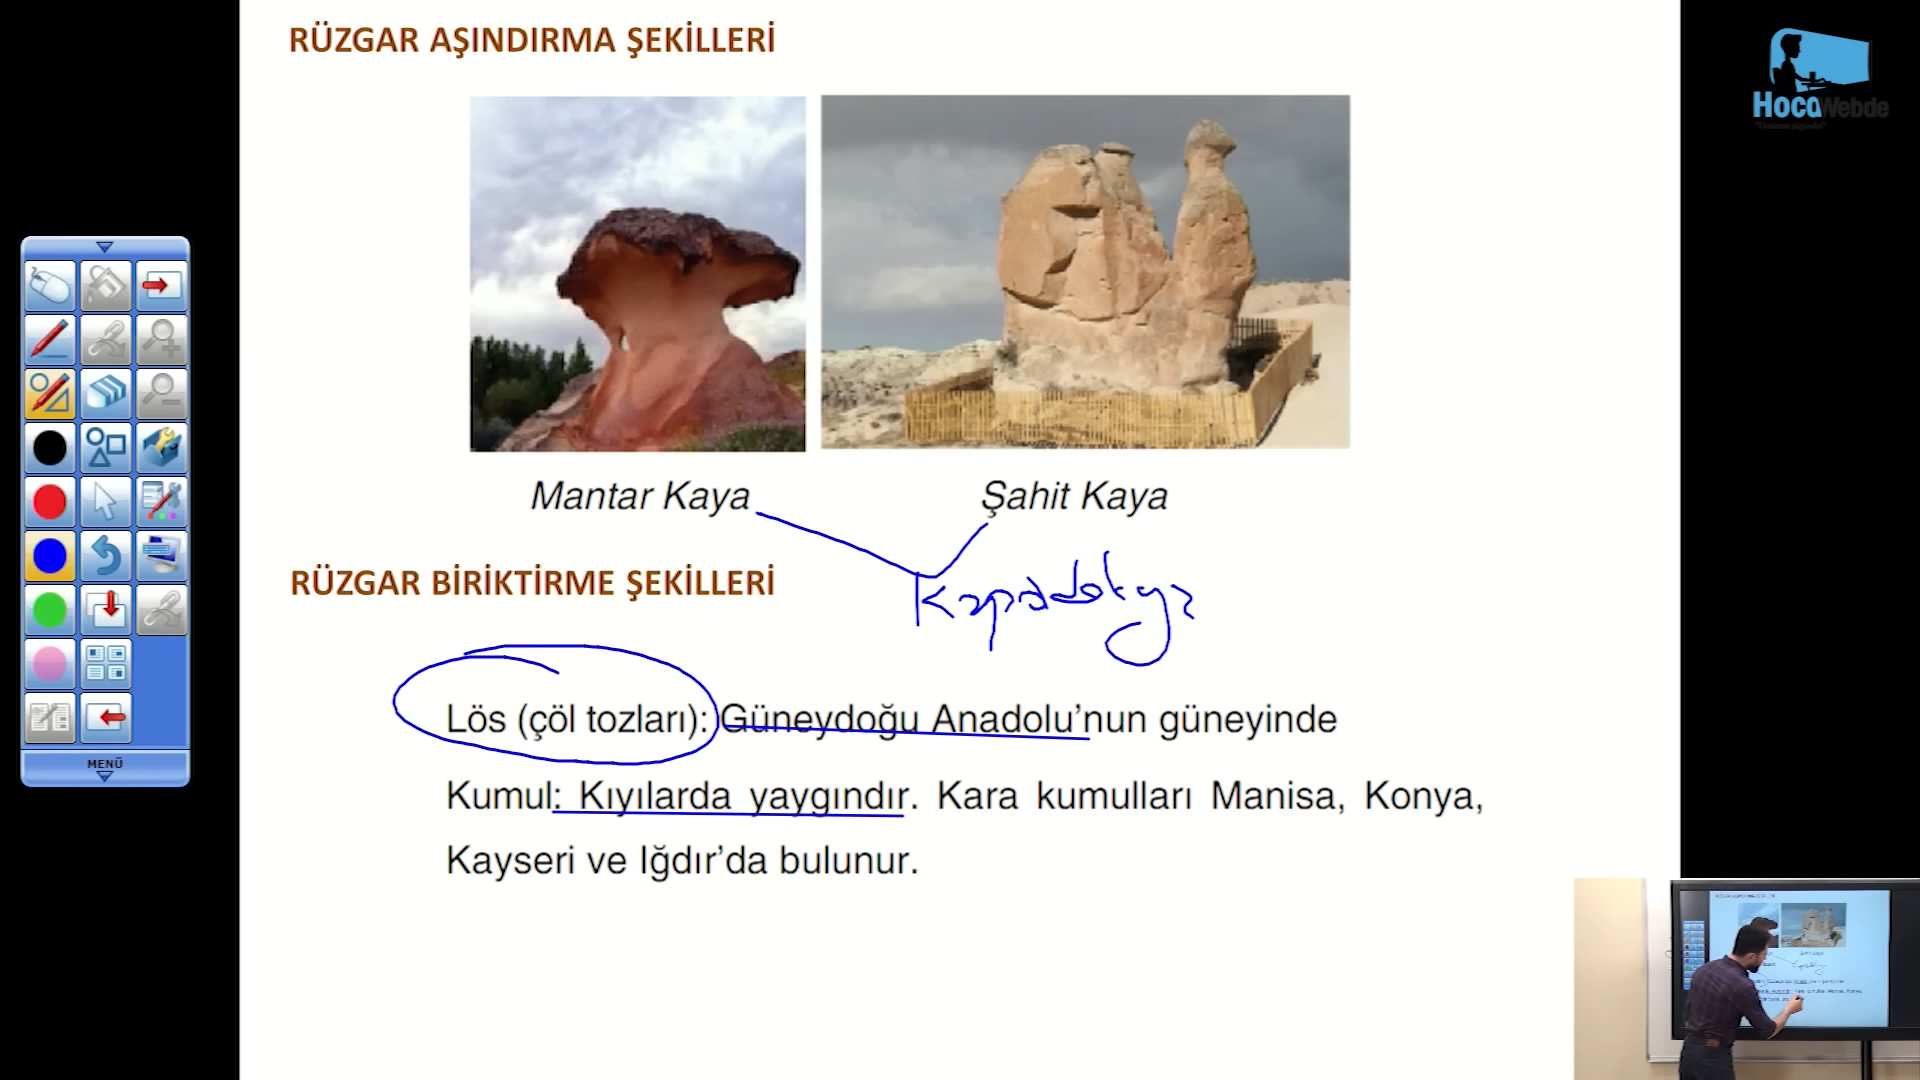 RÜZGAR AŞINDIRMA ŞEKİLLERİ
HocaWebde
Mantar Kaya
Şahit Kaya
RÜZGAR BİRİKTİRME ŞEKİLLERİ
Kapadokya
Lös (çöl tozları): Güneydoğu Anadolu'nun güneyinde
Kumul: Kıyılarda yaygındır. Kara kumulları Manisa, Konya,
Kayseri ve Iğdır'da bulunur.
MENÜ